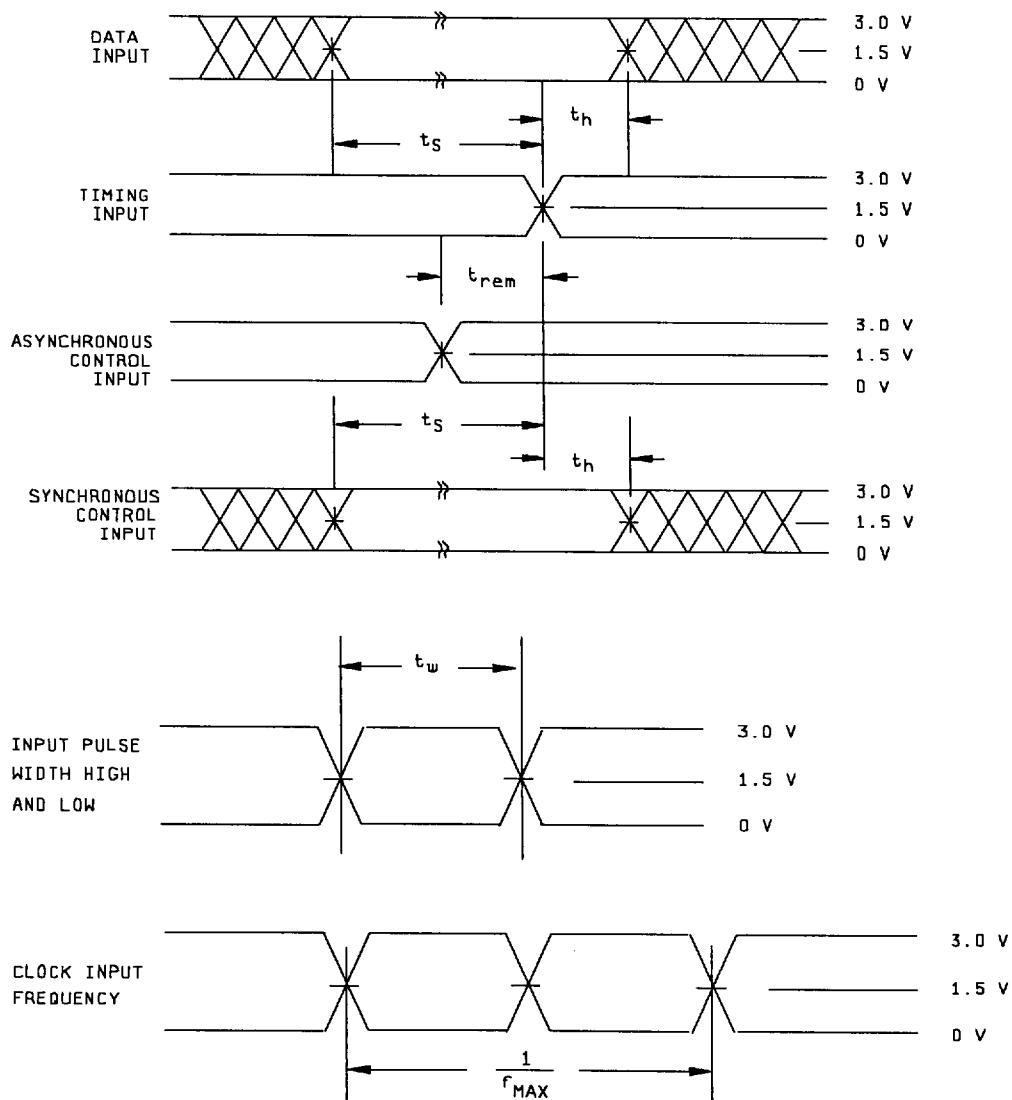 DATA
INPUT
3.0 V
1.5 V
0 V
t_h
t_S
TIMING
INPUT
3.0 V
1.5 V
0 V
t_rem
ASYNCHRONOUS
CONTROL
INPUT
3.0 V
1.5 V
0 V
t_S
t_h
SYNCHRONOUS
CONTROL
INPUT
3.0 V
1.5 V
0 V
t_w
INPUT PULSE
WIDTH HIGH
AND LOW
3.0 V
1.5 V
0 V
CLOCK INPUT
FREQUENCY
3.0 V
1.5 V
0 V
1
f_MAX